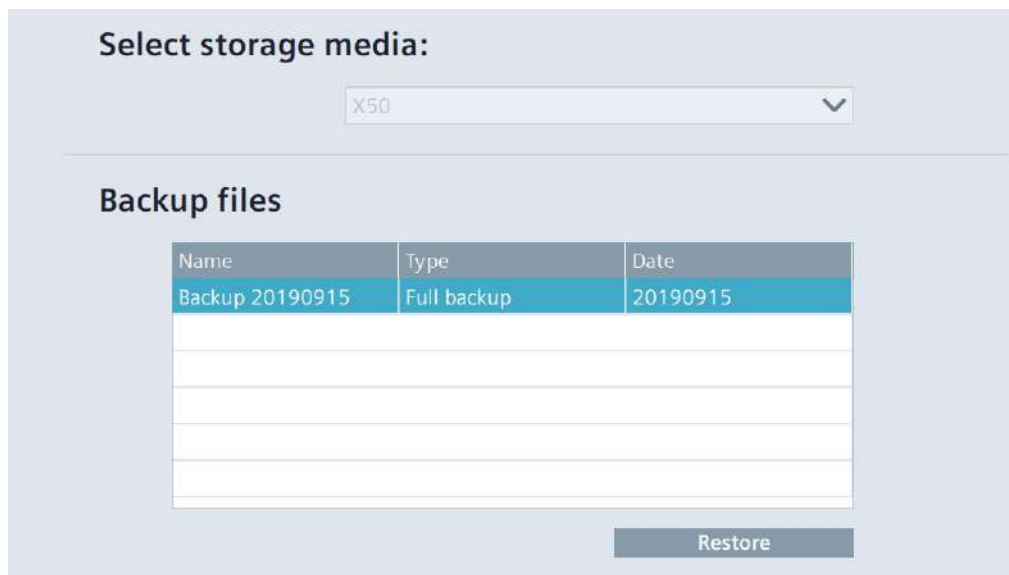 Select storage media:
X50
Backup files
Name Type Date
Backup 20190915 Full backup 20190915
Restore